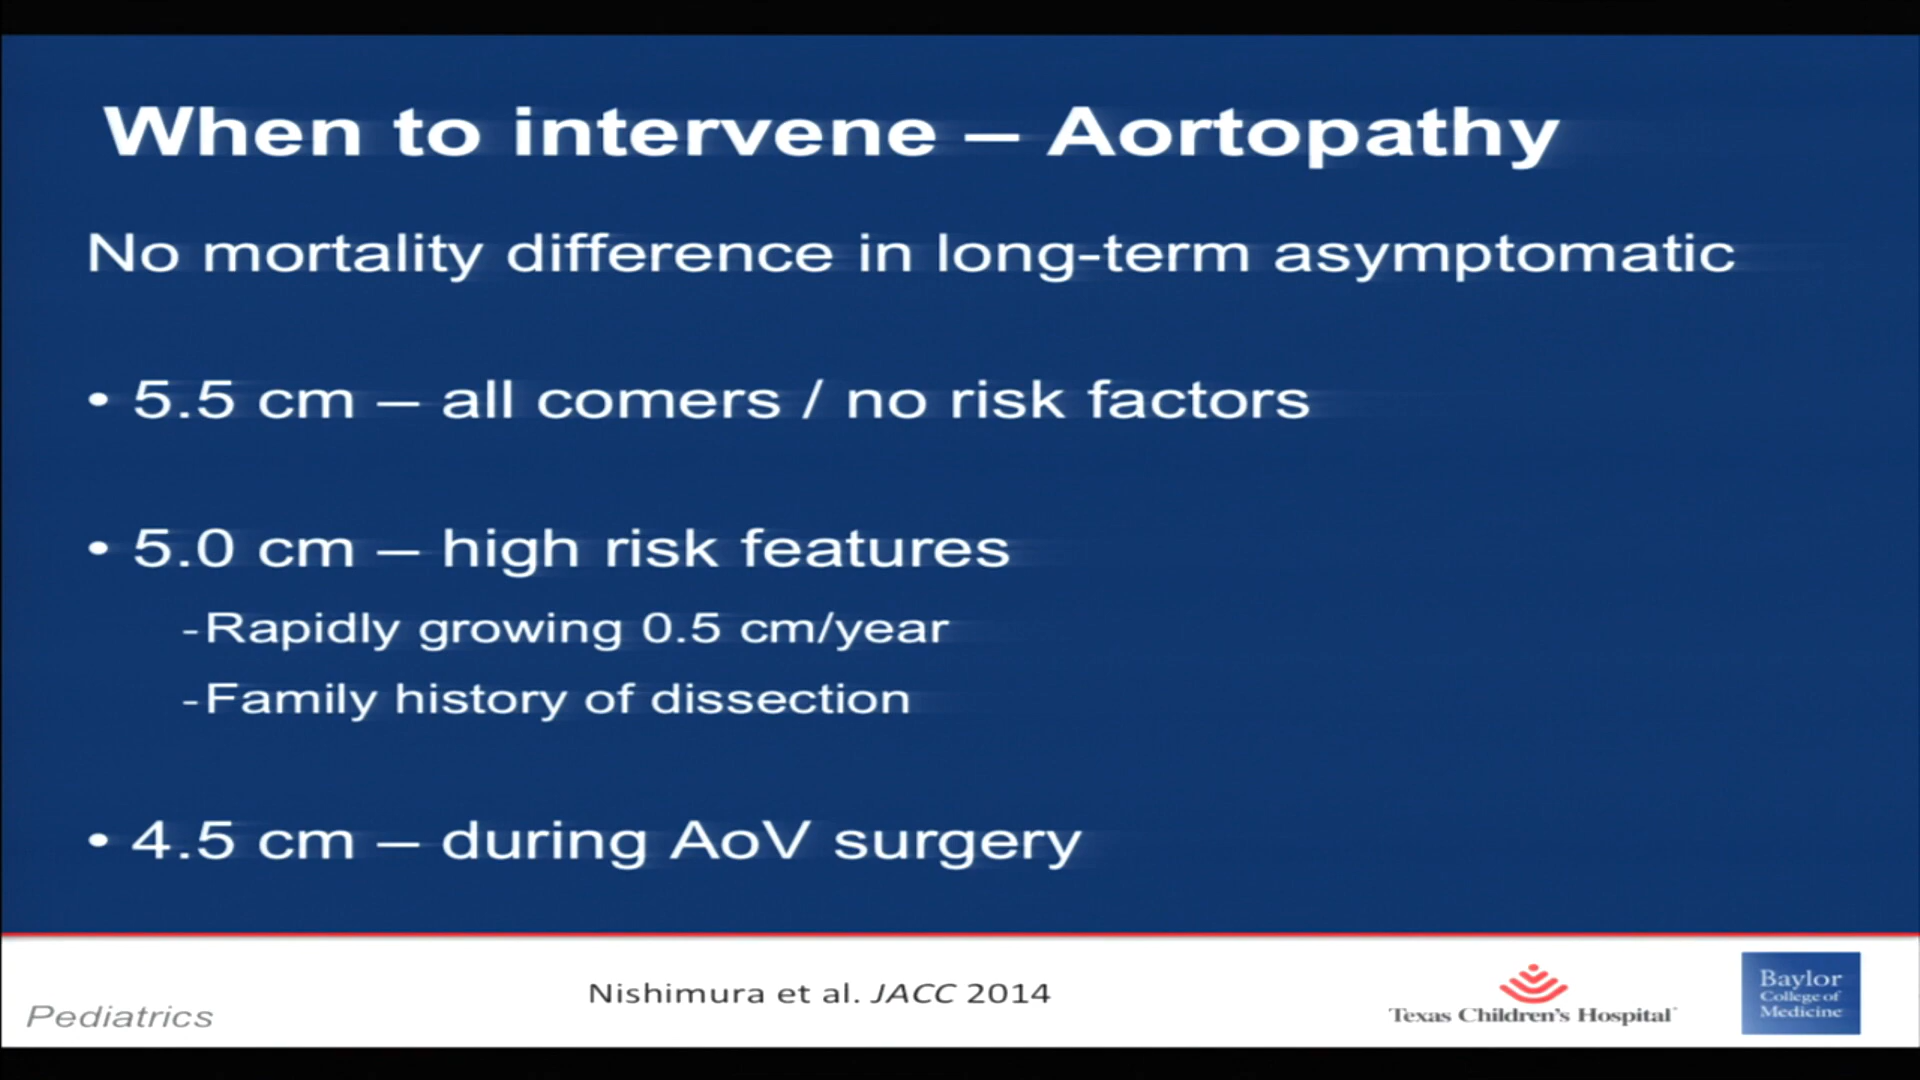 When to intervene – Aortopathy
No mortality difference in long-term asymptomatic
• 5.5 cm – all comers / no risk factors
• 5.0 cm – high risk features
-Rapidly growing 0.5 cm/year
-Family history of dissection
• 4.5 cm – during AoV surgery
Pediatrics
Nishimura et al. JACC 2014
Texas Children's Hospital
Baylor
College of
Medicine